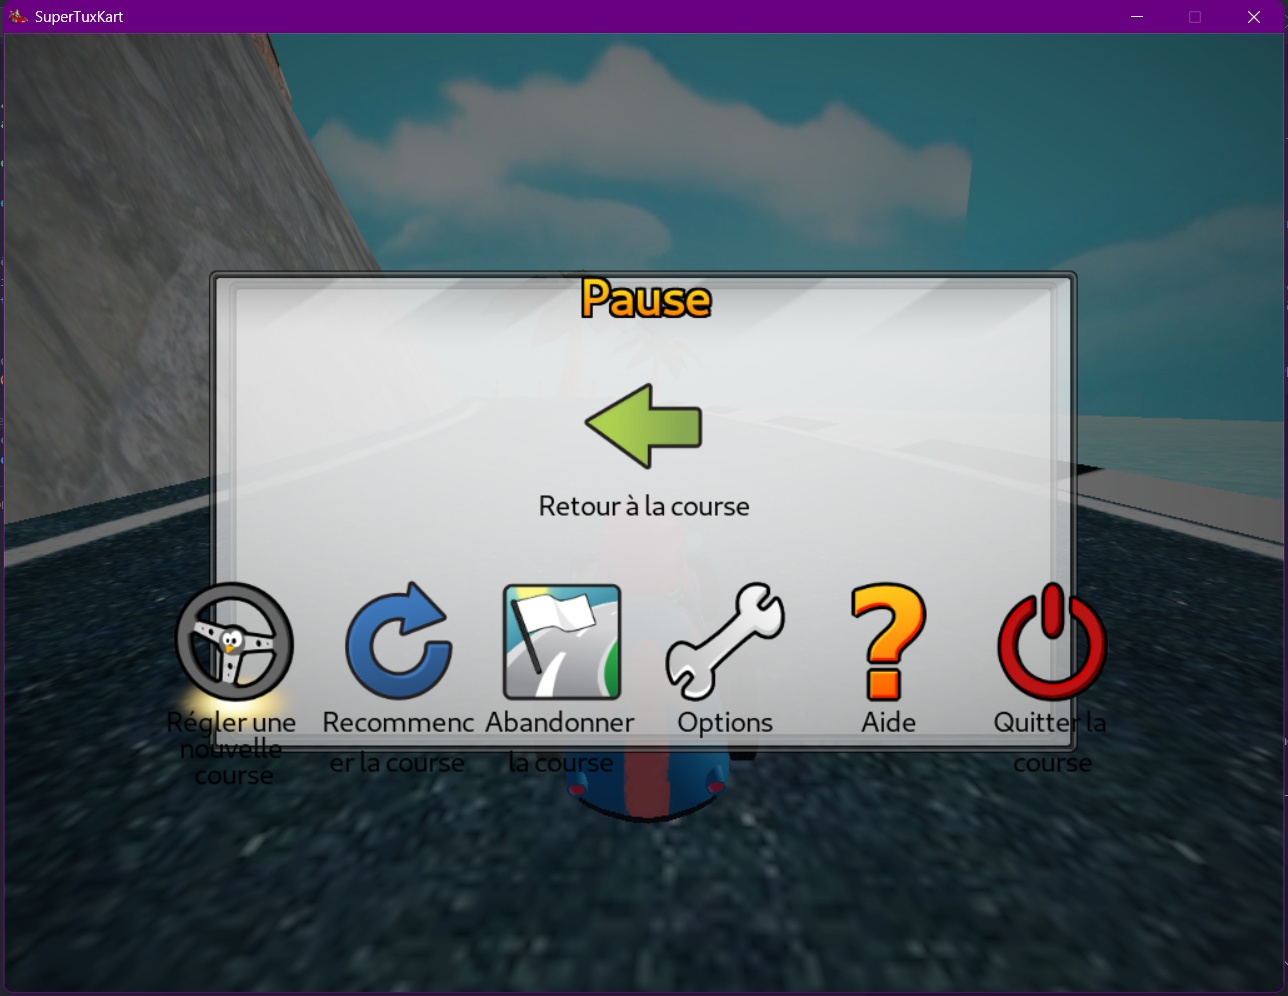 SuperTuxKart
Pause
Retour à la course
Régler une
nouvelle
course
Recommenc
er la course
Abandonner
la course
Options
Aide
Quitter la
course